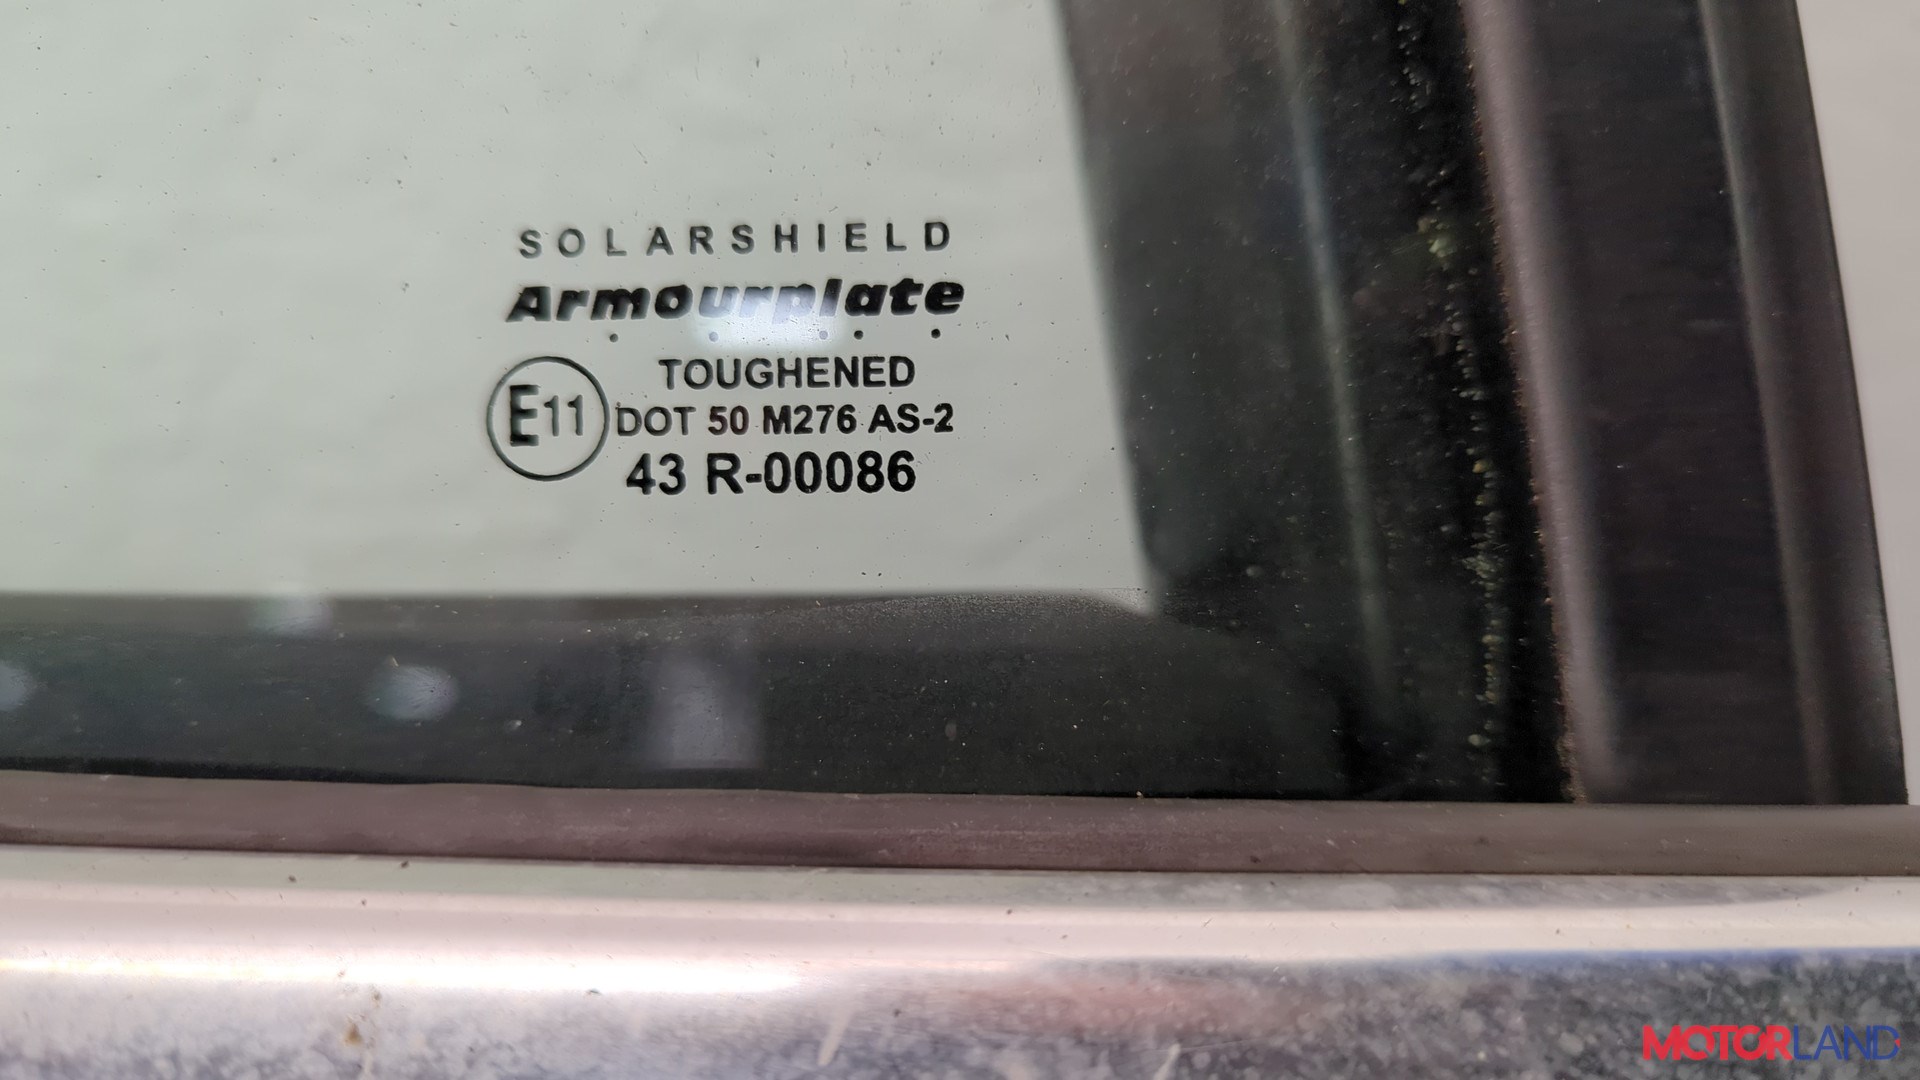 SOLARSHIELD
Armourplate
TOUGHENED
E11 DOT 50 M276 AS-2
43 R-00086
MOTORLAND